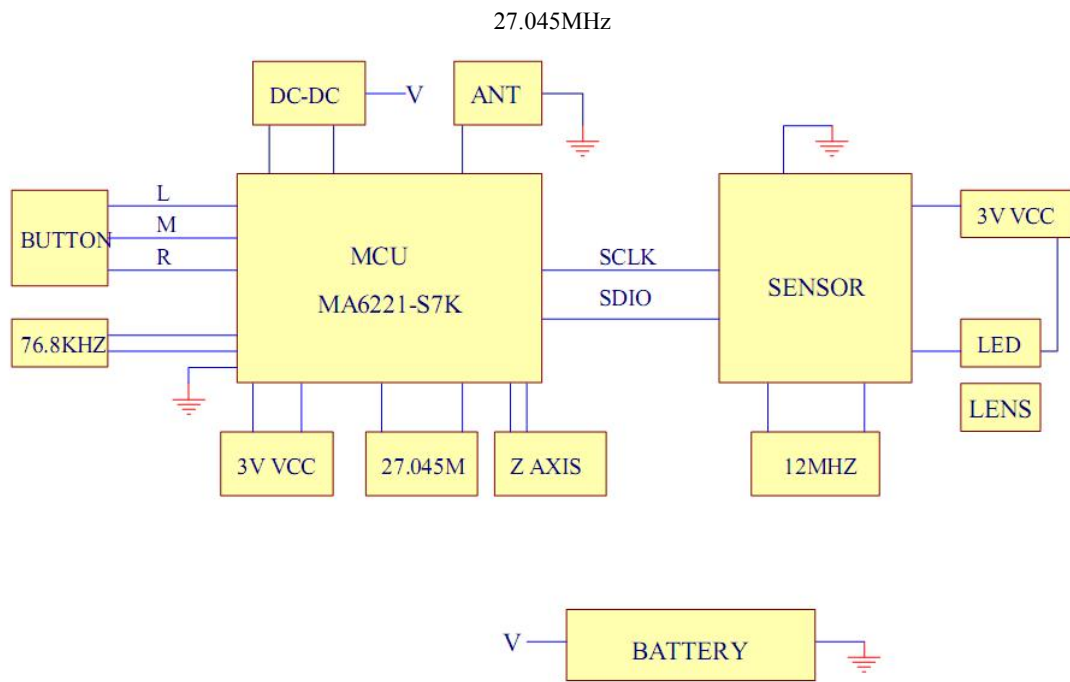 27.045MHz
DC-DC
V
ANT
L
M
R
BUTTON
MCU
MA6221-S7K
SCLK
SDIO
SENSOR
3V VCC
76.8KHZ
LED
LENS
3V VCC
27.045M
Z AXIS
12MHZ
V
BATTERY